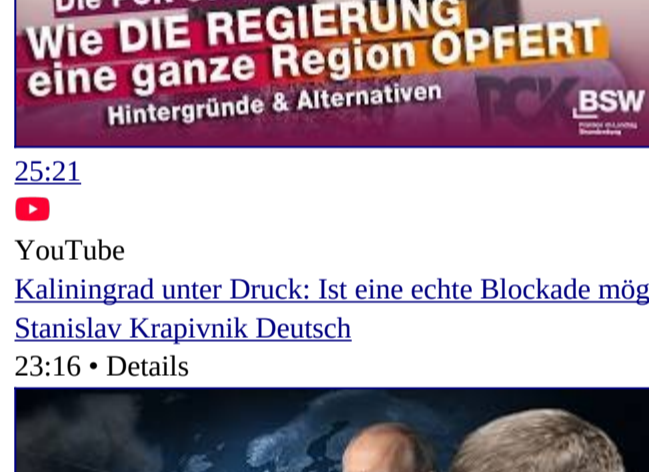 Wie DIE REGIERUNG
eine ganze Region OPFERT
Hintergründe & Alternativen
PCK
BSW
25:21
YouTube
Kaliningrad unter Druck: Ist eine echte Blockade mög
Stanislav Krapivnik Deutsch
23:16 • Details